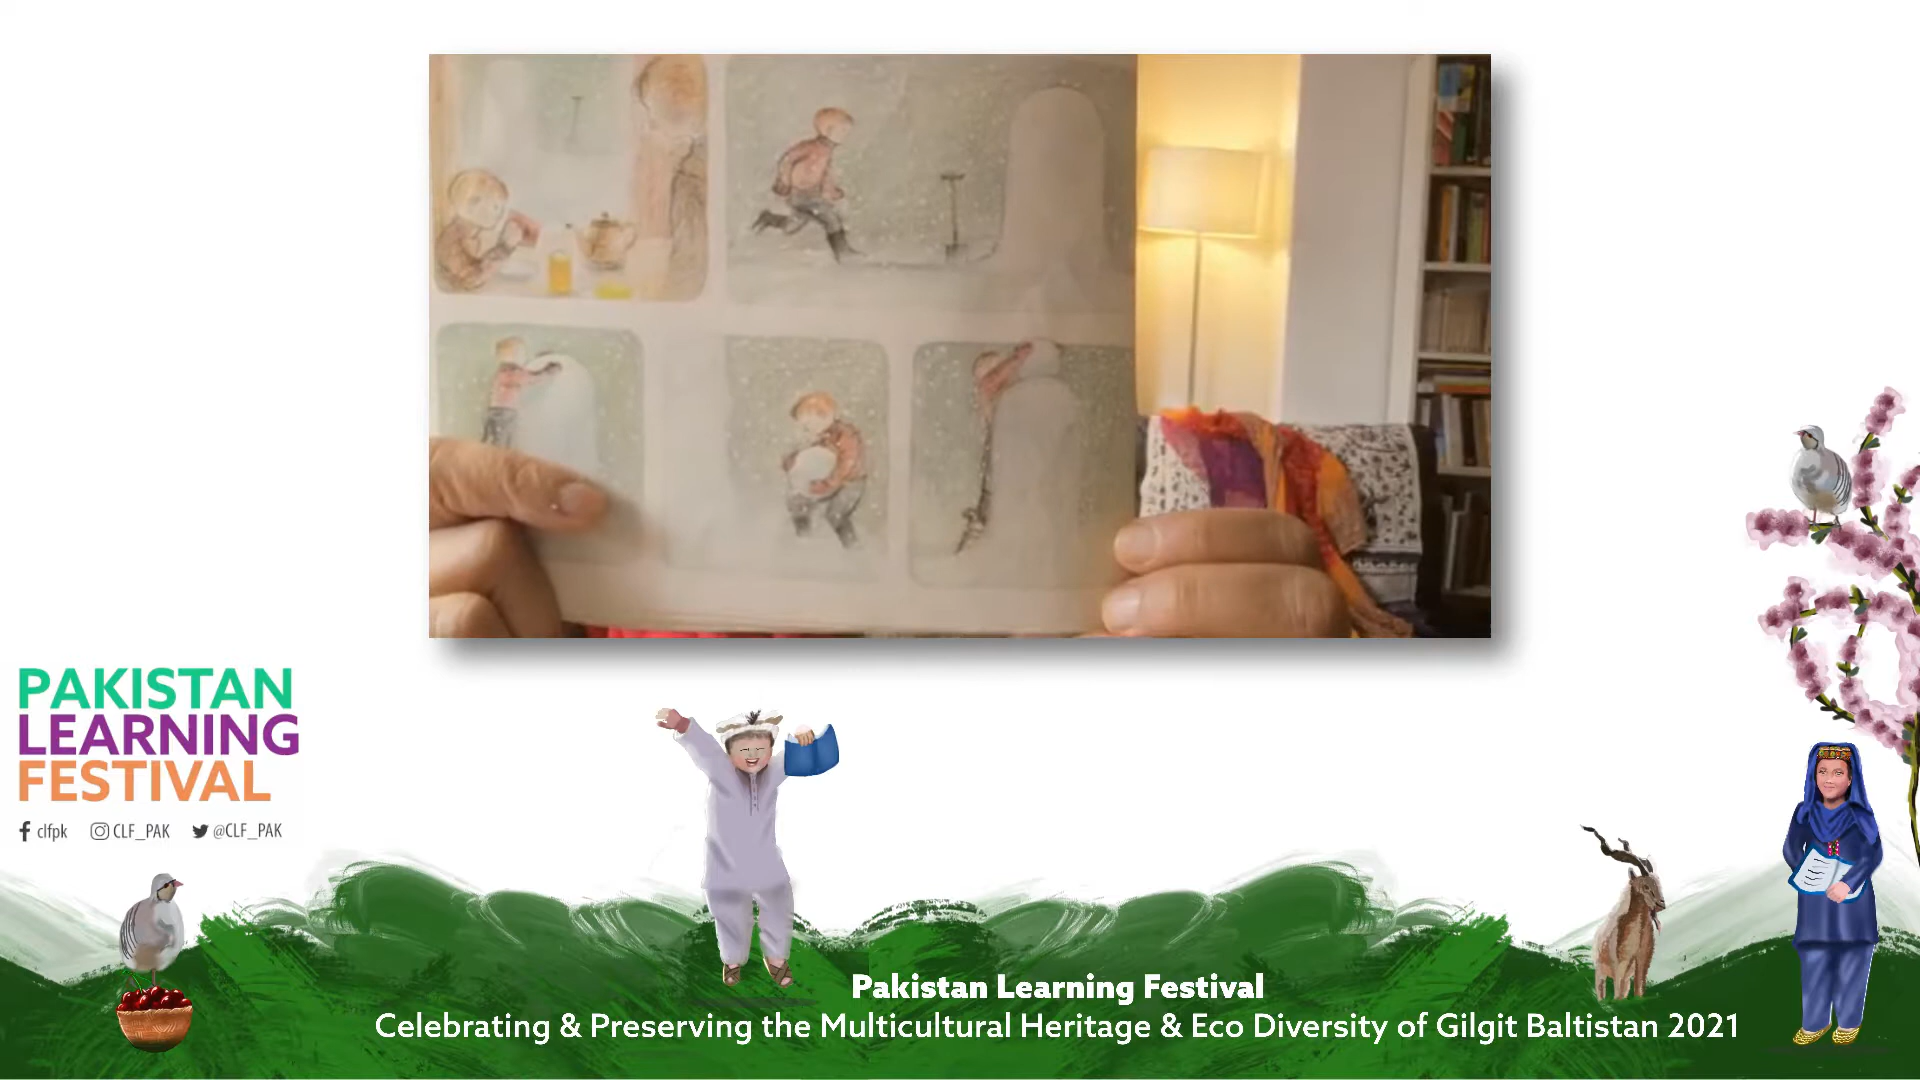 PAKISTAN
LEARNING
FESTIVAL
clfpk CLF_PAK @CLF_PAK
Pakistan Learning Festival
Celebrating & Preserving the Multicultural Heritage & Eco Diversity of Gilgit Baltistan 2021